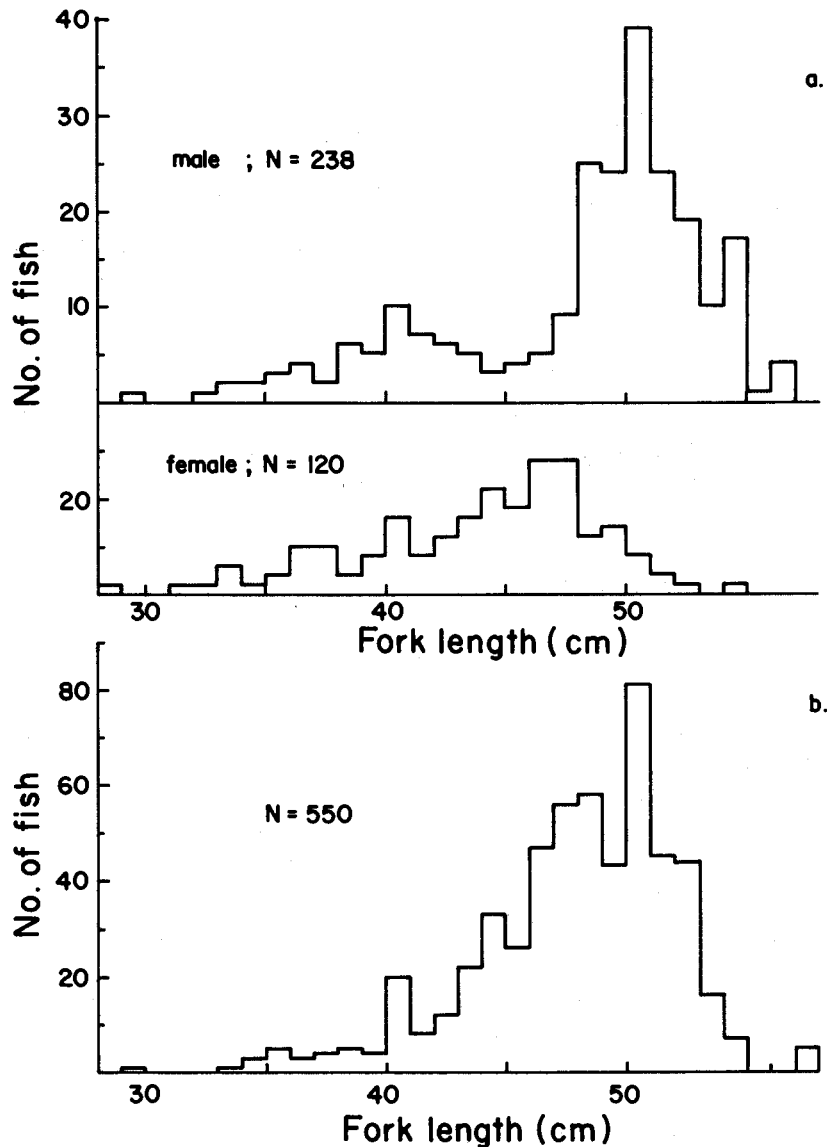 40
a.
30
male ; N = 238
20
10
No. of fish
female ; N = 120
20
30 40 50
Fork length (cm)
80
b.
60
N = 550
40
20
No. of fish
30 40 50
Fork length (cm)